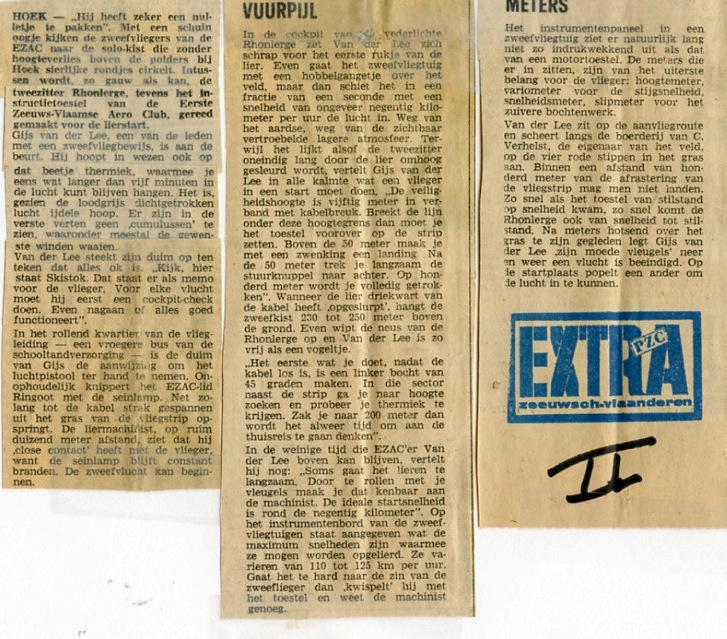 HOEK — „Hij heeft zeker een nul-
letje te pakken”. Met een schuin
oogje kijken de zweefvliegers van de
EZAC naar de solo-kist die zonder
hoogteverlies boven de polders bij
Hoek sierlijke rondjes cirkelt. Intus-
sen wordt, zo gauw als kan, de
tweezitter Rhonlerge, tevens het in-
structietoestel van de Eerste
Zeeuws-Vlaamse Aero Club, gereed
gemaakt voor de lierstart.
Gijs van der Lee, een van de leden
met een zweefvliegbewijs, is aan de
beurt. Hij hoopt in wezen ook op
dat beetje thermiek, waarmee je
eens wat langer dan vijf minuten in
de lucht kunt blijven hangen. Het is,
gezien de loodgrijs dichtgetrokken
lucht ijdele hoop. Er zijn in de
verste verten geen ‚cumulussen’ te
zien, waaronder meestal de gewen-
ste winden waaien.
Van der Lee steekt zijn duim op ten
teken dat alles ok is. „Kijk, hier
staat Skistok. Dat staat er als memo
voor de vlieger. Voor elke vlucht
moet hij eerst een cockpit-check
doen. Even nagaan of alles goed
functioneert”.
In het rollend kwartier van de vlieg-
leiding — een vroegere bus van de
schooltandverzorging — is de duim
van Gijs de aanwijzing om het
luchtpistool ter hand te nemen. On-
ophoudelijk knippert het EZAC-lid
Ringoot met de seinlamp. Net zo-
lang tot de kabel strak gespannen
uit het gras van de vliegstrip op-
springt. De liermachinist, op ruim
duizend meter afstand, ziet dat hij
‚close contact’ heeft met de vlieger,
want de seinlamp blijft constant
branden. De zweefvlucht kan begin-
nen.
VUURPIJL
In de cockpit van de vederlichte
Rhonlierge zet Van der Lee zich
schrap voor het eerste rukje van de
lier. Even gaat het zweefvliegtuig
met een hobbelgangetje over het
veld, maar dan schiet het in een
fractie van een seconde met een
snelheid van ongeveer negentig kilo-
meter per uur de lucht in. Weg van
het aardse, weg van de zichtbaar
vertroebelde lagere atmosfeer. Ter-
wijl het lijkt alsof de tweezitter
oneindig lang door de lier omhoog
gesleurd wordt, vertelt Gijs van der
Lee in alle kalmte wat een vlieger
in een start moet doen. „De veilig-
heidshoogte is vijftig meter in ver-
band met kabelbreuk. Breekt de lijn
onder deze hoogtegrens dan moet je
het toestel voorover op de strip
zetten. Boven de 50 meter maak je
met een zwenking een landing Na
de 50 meter trek je langzaam de
stuurknuppel naar achter. Op hon-
derd meter wordt je volledig getrok-
ken”. Wanneer de lier driekwart van
de kabel heeft ‚opgeslurpt’, hangt de
zweefkist 230 tot 250 meter boven
de grond. Even wipt de neus van de
Rhonlerge op en Van der Lee is zo
vrij als een vogeltje.
„Het eerste wat je doet, nadat de
kabel los is, is een linker bocht van
45 graden maken. In die sector
naast de strip ga je naar hoogte
zoeken en probeer je thermiek te
krijgen. Zak je naar 200 meter dan
wordt het alweer tijd om aan de
thuisreis te gaan denken”.
In de weinige tijd die EZAC’er Van
der Lee boven kan blijven, vertelt
hij nog: „Soms gaat het lieren te
langzaam. Door te rollen met je
vleugels maak je dat kenbaar aan
de machinist. De ideale startsnelheid
is rond de negentig kilometer”. Op
het instrumentenbord van de zweef-
vliegtuigen staat aangegeven wat de
maximum snelheden zijn waarmee
ze mogen worden opgelierd. Ze va-
rieren van 110 tot 125 km per uur.
Gaat het te hard naar de zin van de
zweeflieger dan ‚kwispelt’ hij met
het toestel en weet de machinist
genoeg.
METERS
Het instrumentenpaneel in een
zweefvliegtuig ziet er natuurlijk lang
niet zo indrukwekkend uit als dat
van een motortoestel. De meters die
er in zitten, zijn van het uiterste
belang voor de vlieger: hoogtemeter,
variometer voor de stijgsnelheid,
snelheidsmeter, slipmeter voor het
zuivere bochtenwerk.
Van der Lee zit op de aanvliegroute
en scheert langs de boerderij van C.
Verhelst, de eigenaar van het veld,
op de vier rode stippen in het gras
aan. Binnen een afstand van hon-
derd meter van de afrastering van
de vliegstrip mag men niet landen.
Zo snel als het toestel van stilstand
op snelheid kwam, zo snel komt de
Rhonlerge ook van snelheid tot stil-
stand. Na meters hotsend over het
gras te zijn gegleden legt Gijs van
der Lee ‚zijn moede vleugels’ neer
en weer een vlucht is beeindigd. Op
de startplaats popelt een ander om
de lucht in te kunnen.
EXTRA
PZC
zeeuwsch-vlaanderen
II